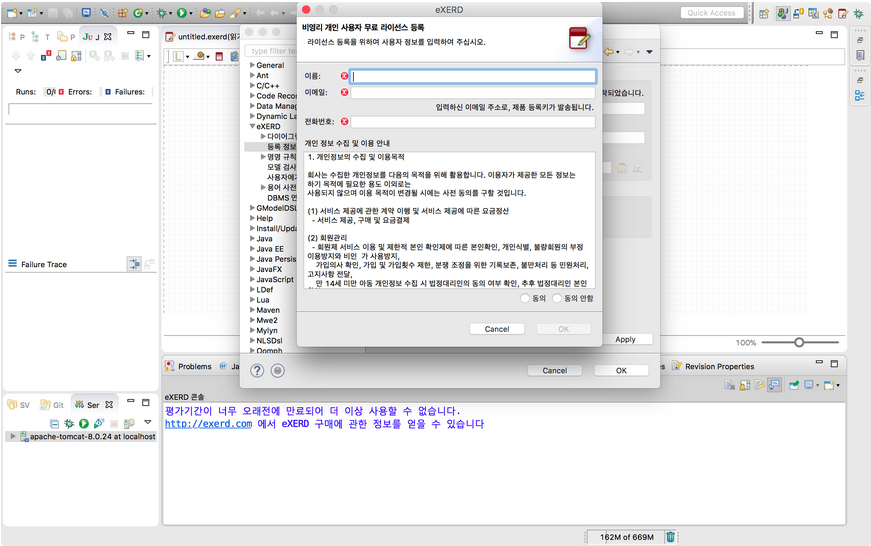 eXERD
Quick Access
P
T
P
Ju
J
untitled.exerd(읽기
type filter te
Runs:
0/
Errors:
Failures:
Failure Trace
General
Ant
C/C++
Code Reco
Data Manag
Dynamic La
eXERD
다이어그램
등록 정보
명명 규칙
모델 검사
사용자에게
용어 사전
DBMS 연
GModelDSL
Help
Install/Upda
Java
Java EE
Java Persis
JavaFX
JavaScript
LDef
Lua
Maven
Mwe2
Mylyn
NLSDsl
Oomph
비영리 개인 사용자 무료 라이선스 등록
라이선스 등록을 위하여 사용자 정보를 입력하여 주십시오.
이름:
이메일:
입력하신 이메일 주소로, 제품 등록키가 발송됩니다.
전화번호:
개인 정보 수집 및 이용 안내
1. 개인정보의 수집 및 이용목적
회사는 수집한 개인정보를 다음의 목적을 위해 활용합니다. 이용자가 제공한 모든 정보는
하기 목적에 필요한 용도 이외로는
사용되지 않으며 이용 목적이 변경될 시에는 사전 동의를 구할 것입니다.
(1) 서비스 제공에 관한 계약 이행 및 서비스 제공에 따른 요금정산
- 서비스 제공, 구매 및 요금결제
(2) 회원관리
- 회원제 서비스 이용 및 제한적 본인 확인제에 따른 본인확인, 개인식별, 불량회원의 부정
이용방지와 비인 가 사용방지,
가입의사 확인, 가입 및 가입횟수 제한, 분쟁 조정을 위한 기록보존, 불만처리 등 민원처리,
고지사항 전달,
만 14세 미만 아동 개인정보 수집 시 법정대리인의 동의 여부 확인, 추후 법정대리인 본인
동의
동의 안함
Cancel
OK
되었습니다.
Apply
Cancel
OK
100%
Problems
Ja
es
Revision Properties
SV
Git
Ser
apache-tomcat-8.0.24 at localhost
eXERD 콘솔
평가기간이 너무 오래전에 만료되어 더 이상 사용할 수 없습니다.
http://exerd.com 에서 eXERD 구매에 관한 정보를 얻을 수 있습니다
162M of 669M